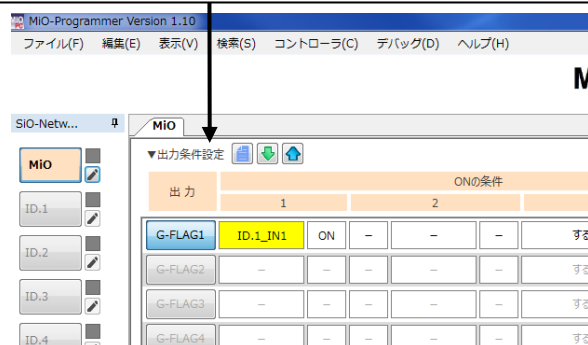 MiO-Programmer Version 1.10
ファイル(F) 編集(E) 表示(V) 検索(S) コントローラ(C) デバッグ(D) ヘルプ(H)
SiO-Netw...
MiO
MiO
▼出力条件設定
出 力
ONの条件
1 2
ID.1
G-FLAG1 ID.1_IN1 ON – – – する
ID.2
G-FLAG2 – – – – する
ID.3
G-FLAG3 – – – – する
ID.4
G-FLAG4 – – – – する